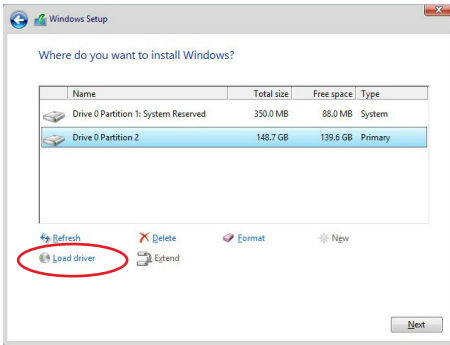 Windows Setup
Where do you want to install Windows?
Name Total size Free space Type
Drive 0 Partition 1: System Reserved 350.0 MB 88.0 MB System
Drive 0 Partition 2 148.7 GB 139.6 GB Primary
Refresh Delete Format New
Load driver Extend
Next